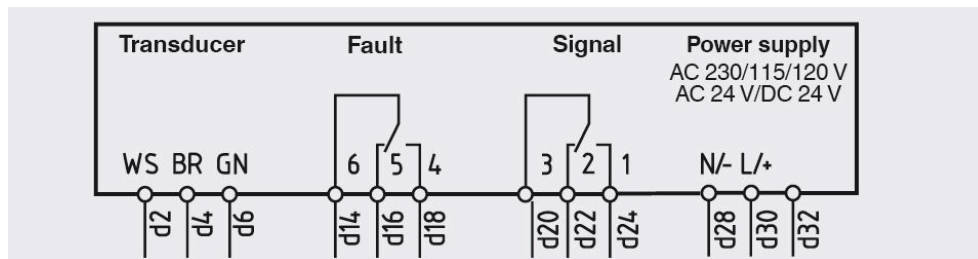 Transducer Fault Signal Power supply
AC 230/115/120 V
AC 24 V/DC 24 V
WS BR GN 6 5 4 3 2 1 N/- L/+
d2 d4 d6 d14 d16 d18 d20 d22 d24 d28 d30 d32